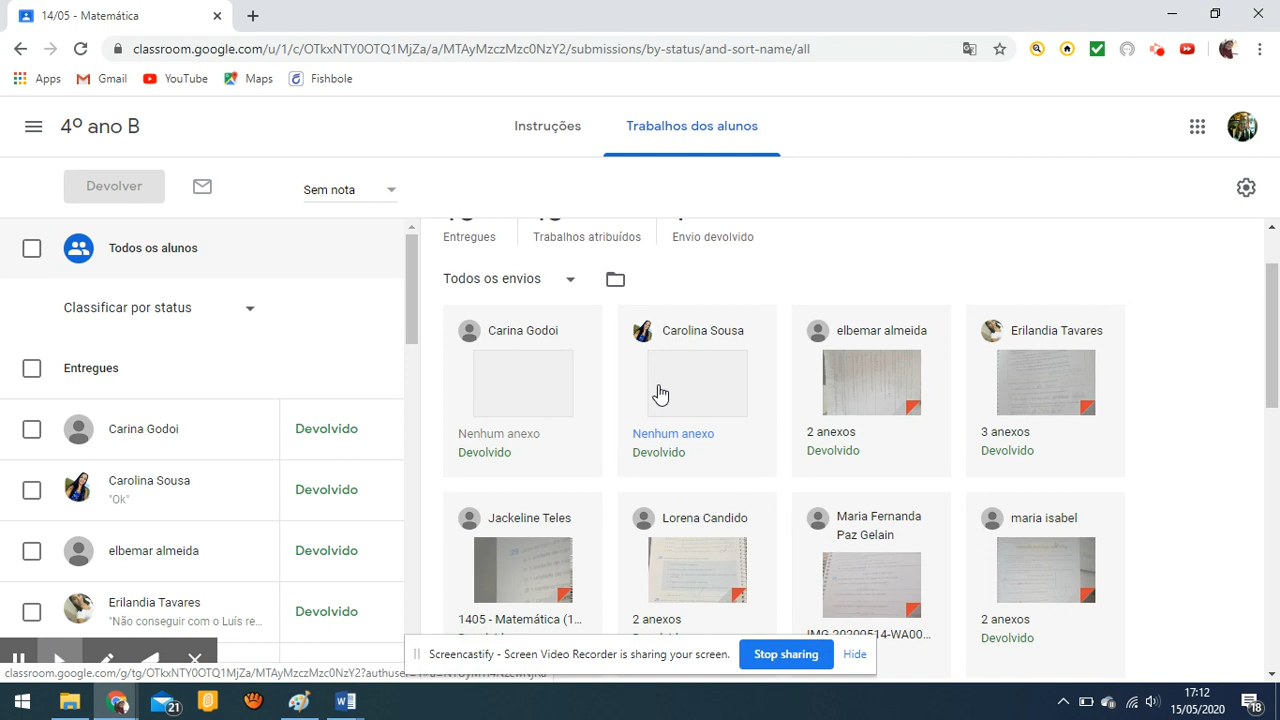 14/05 - Matemática
classroom.google.com/u/1/c/OTkxNTY0OTQ1MjZa/a/MTAyMzczMzc0NzY2/submissions/by-status/and-sort-name/all
Apps Gmail YouTube Maps Fishbole
4º ano B Instruções Trabalhos dos alunos
Devolver Sem nota
Todos os alunos
Classificar por status
Entregues
Carina Godoi Devolvido
Carolina Sousa
"Ok" Devolvido
elbemar almeida Devolvido
Erilandia Tavares
"Não conseguir com o Luís re... Devolvido
Entregues Trabalhos atribuídos Envio devolvido
Todos os envios
Carina Godoi
Nenhum anexo
Devolvido
Carolina Sousa
Nenhum anexo
Devolvido
elbemar almeida
2 anexos
Devolvido
Erilandia Tavares
3 anexos
Devolvido
Jackeline Teles
1405 - Matemática (1...
Lorena Candido
2 anexos
Maria Fernanda
Paz Gelain
IMG 20200514-WA00...
maria isabel
2 anexos
Devolvido
Screencastify - Screen Video Recorder is sharing your screen. Stop sharing Hide
21
17:12
15/05/2020
18